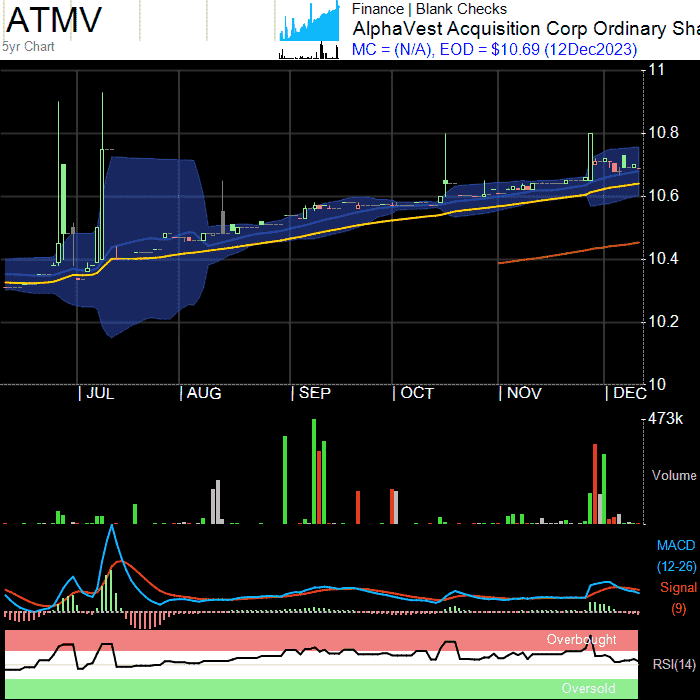 ATMV
5yr Chart
Finance | Blank Checks
AlphaVest Acquisition Corp Ordinary Sha
MC = (N/A), EOD = $10.69 (12Dec2023)
11
10.8
10.6
10.4
10.2
10
| JUL | AUG | SEP | OCT | NOV | DEC
473k
Volume
MACD
(12-26)
Signal
(9)
Overbought
RSI(14)
Oversold